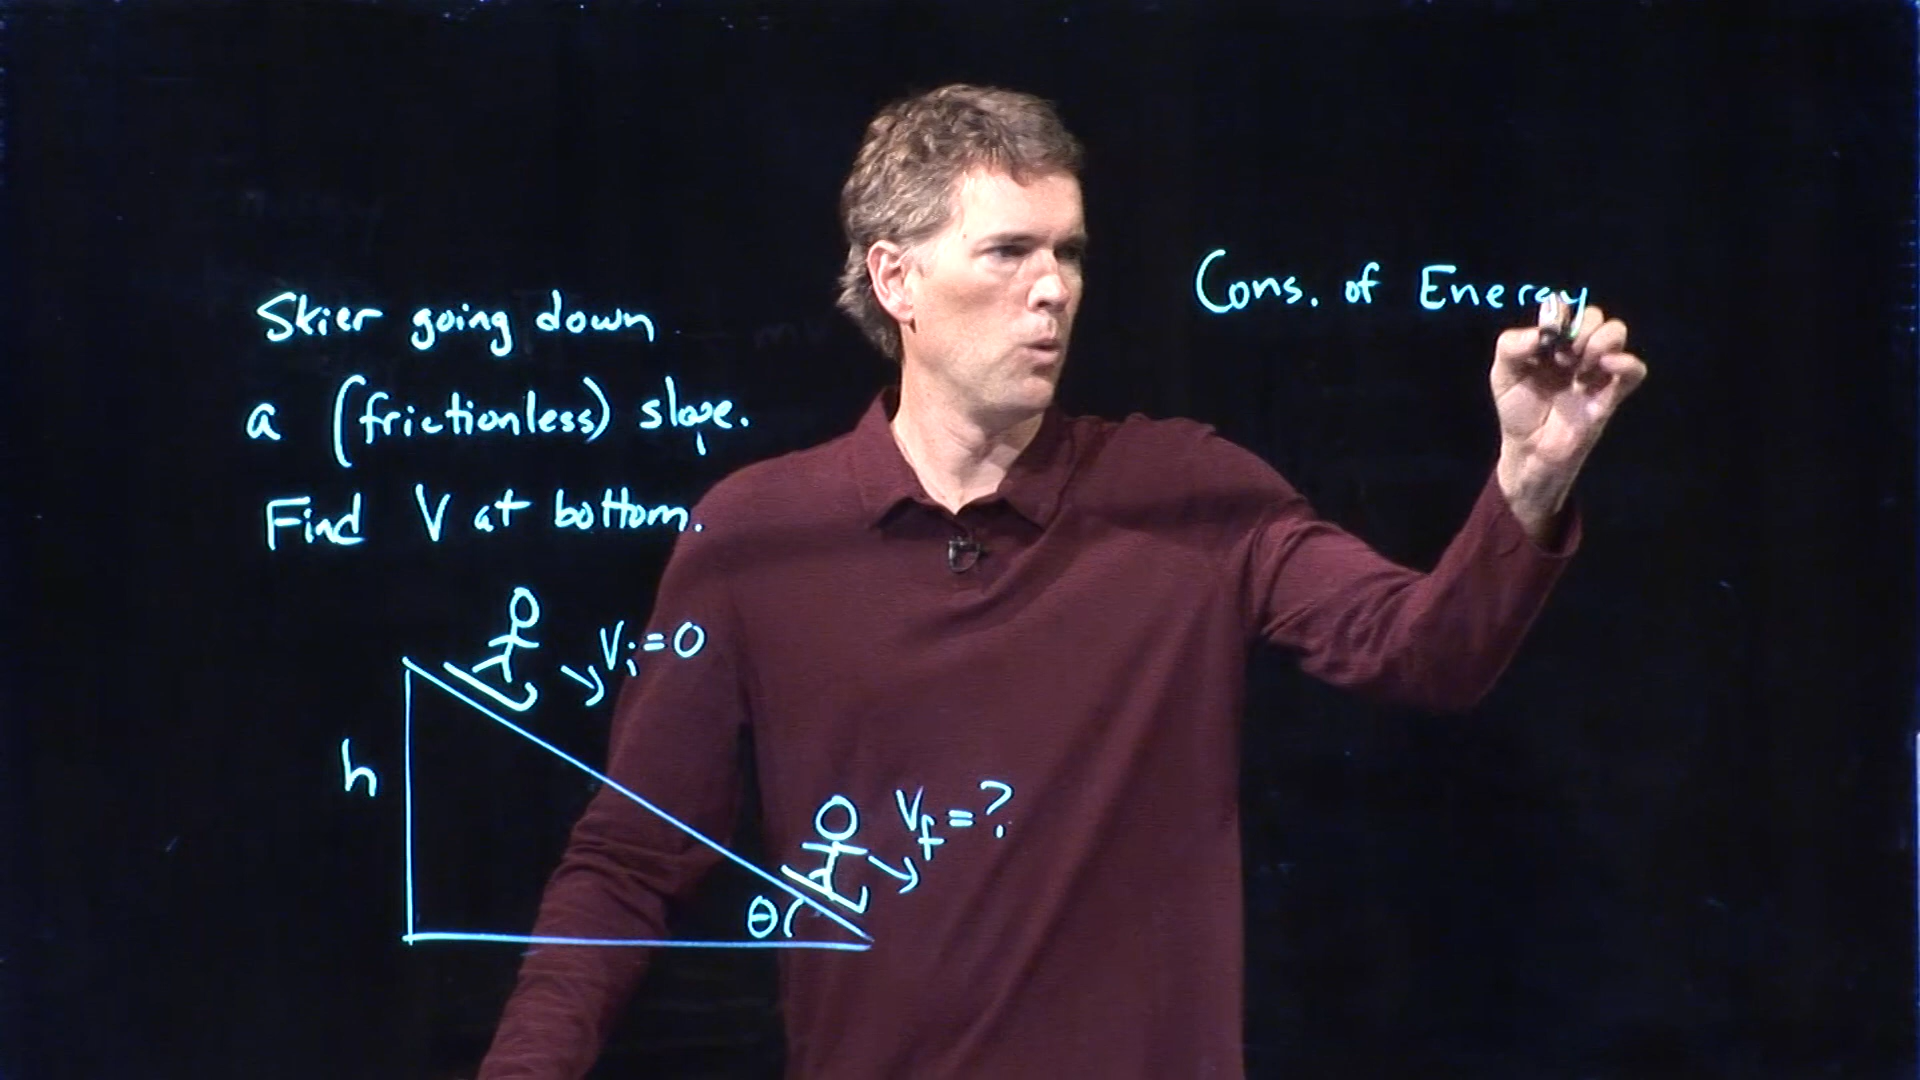 Skier going down
a (frictionless) slope.
Find V at bottom.
Vi=0
h
Vf=?
θ
Cons. of Energy